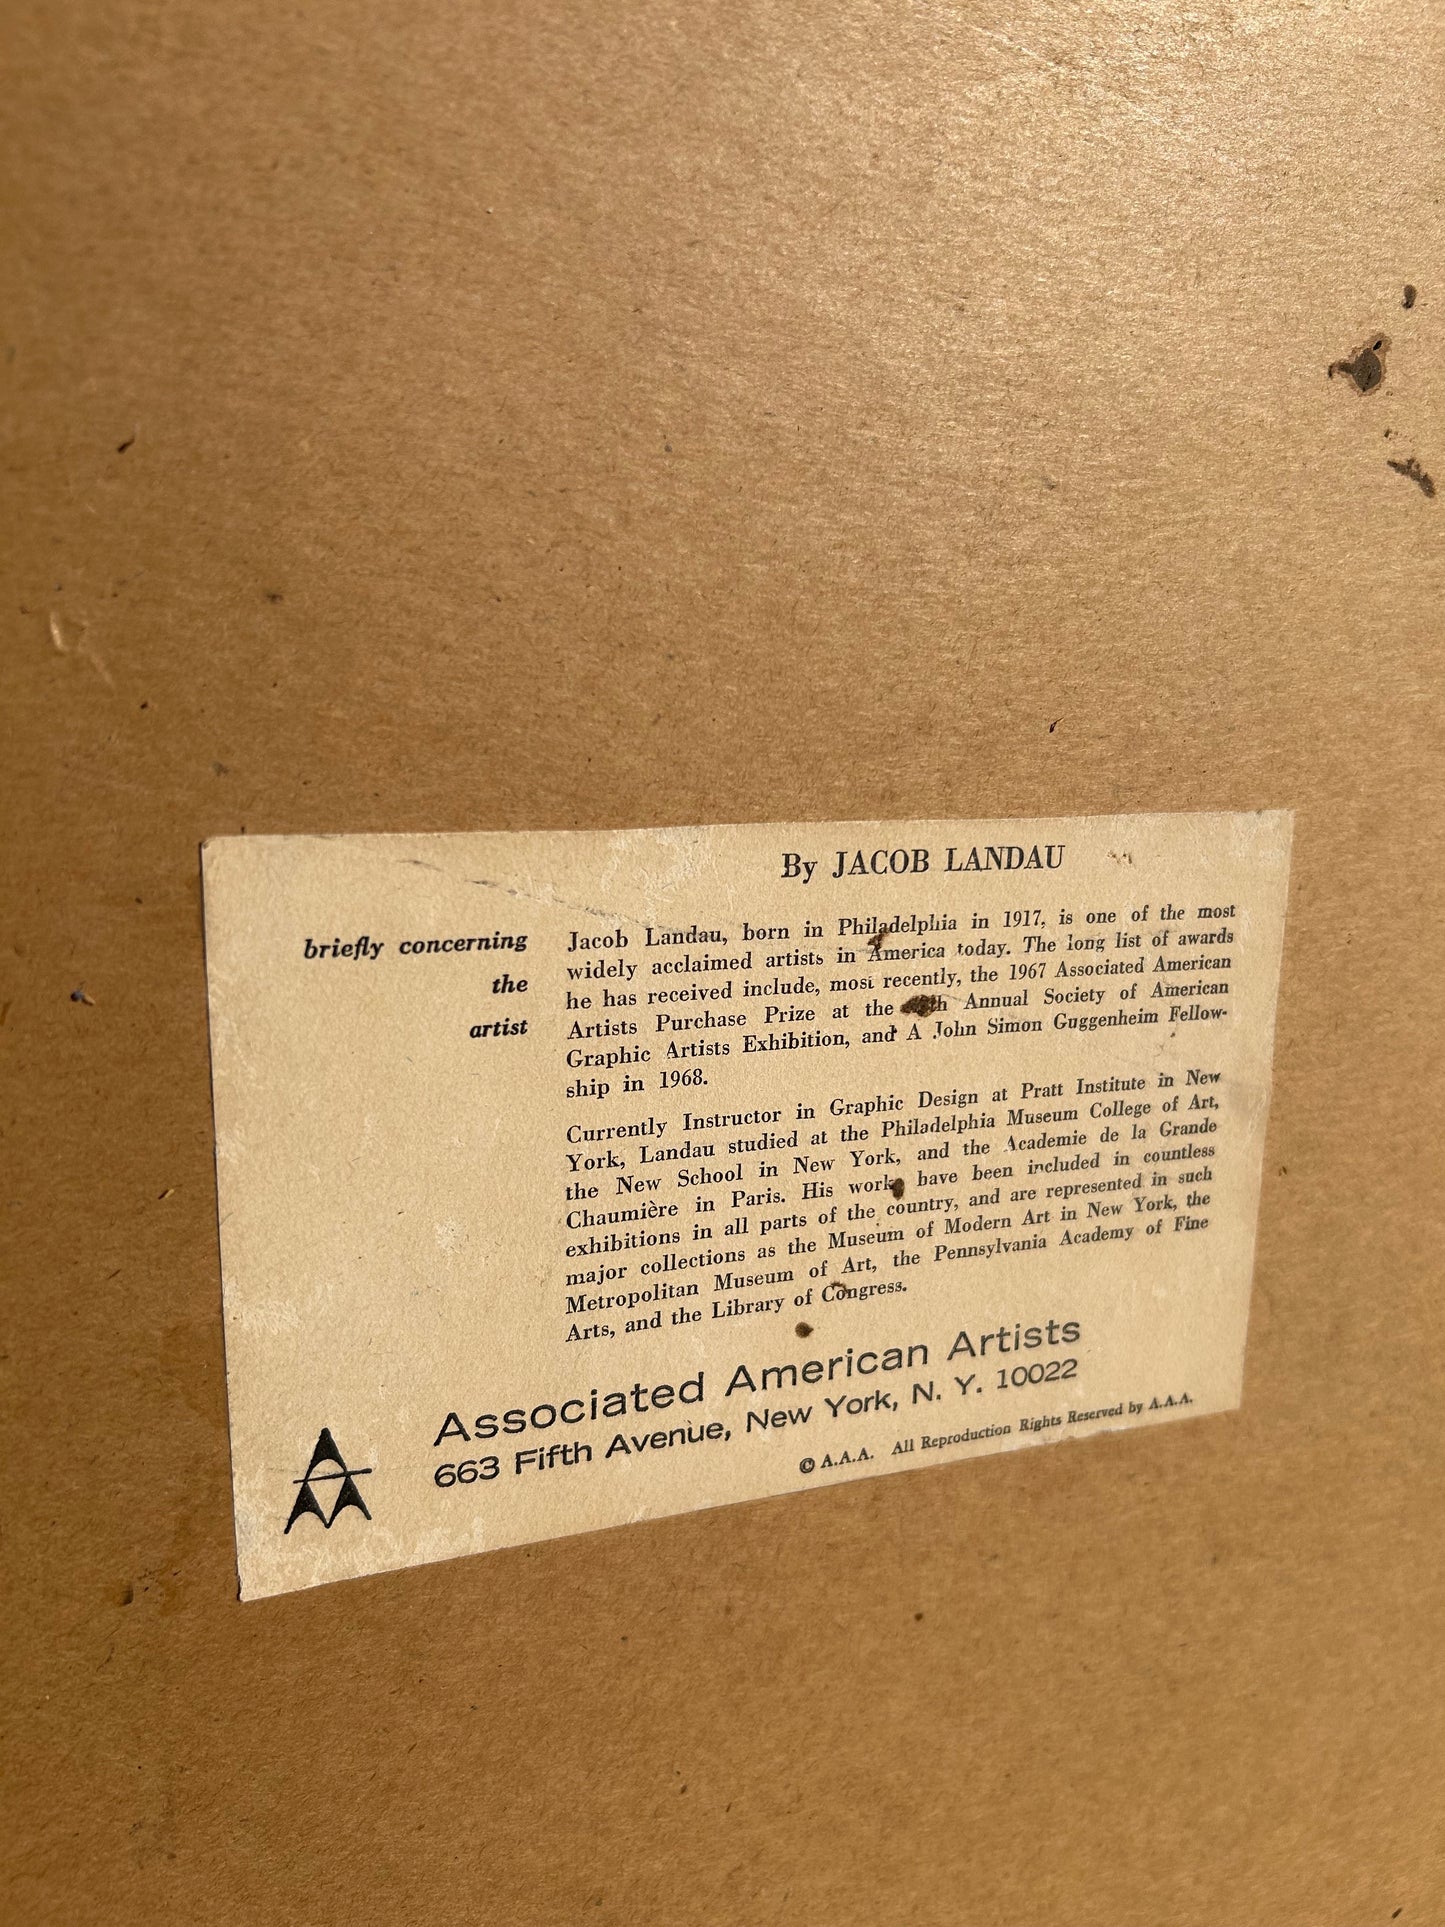 By JACOB LANDAU
briefly concerning
the
artist
Jacob Landau, born in Philadelphia in 1917, is one of the most
widely acclaimed artists in America today. The long list of awards
he has received include, most recently, the 1967 Associated American
Artists Purchase Prize at the Annual Society of American
Graphic Artists Exhibition, and A John Simon Guggenheim Fellow-
ship in 1968.
Currently Instructor in Graphic Design at Pratt Institute in New
York, Landau studied at the Philadelphia Museum College of Art,
the New School in New York, and the Academie de la Grande
Chaumière in Paris. His works have been included in countless
exhibitions in all parts of the country, and are represented in such
major collections as the Museum of Modern Art in New York, the
Metropolitan Museum of Art, the Pennsylvania Academy of Fine
Arts, and the Library of Congress.
Associated American Artists
663 Fifth Avenue, New York, N. Y. 10022
© A.A.A. All Reproduction Rights Reserved by A.A.A.